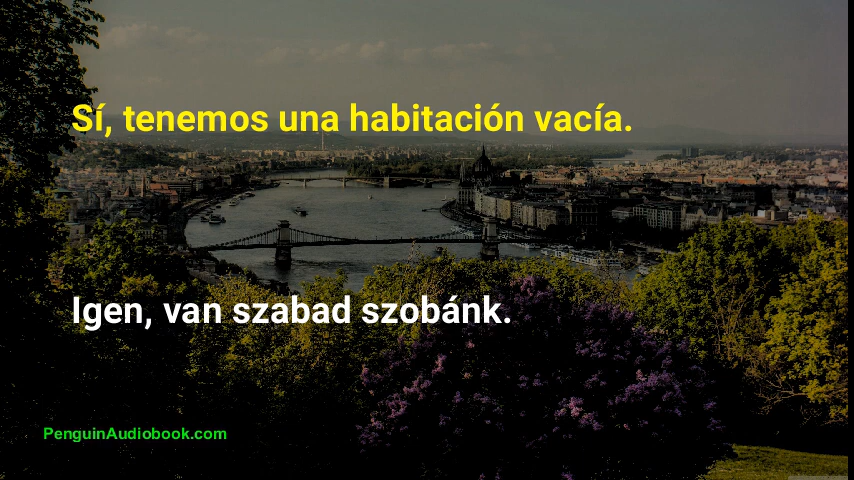 Sí, tenemos una habitación vacía.
Igen, van szabad szobánk.
PenguinAudiobook.com